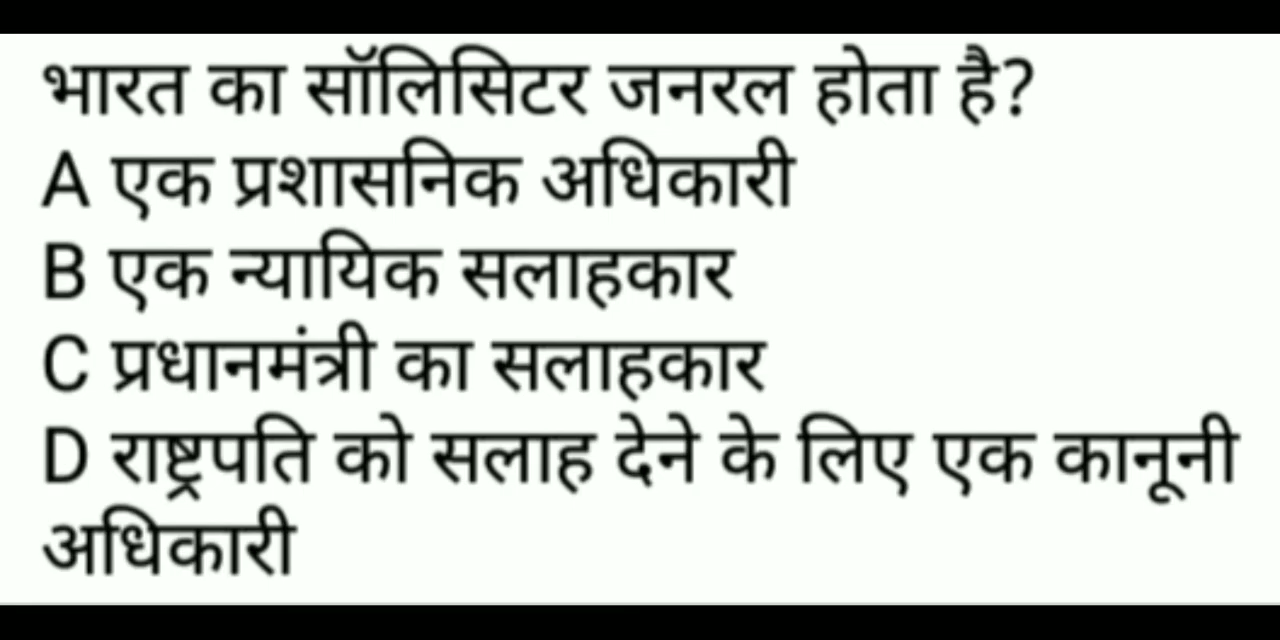 भारत का सॉलिसिटर जनरल होता है?
A एक प्रशासनिक अधिकारी
B एक न्यायिक सलाहकार
C प्रधानमंत्री का सलाहकार
D राष्ट्रपति को सलाह देने के लिए एक कानूनी
अधिकारी